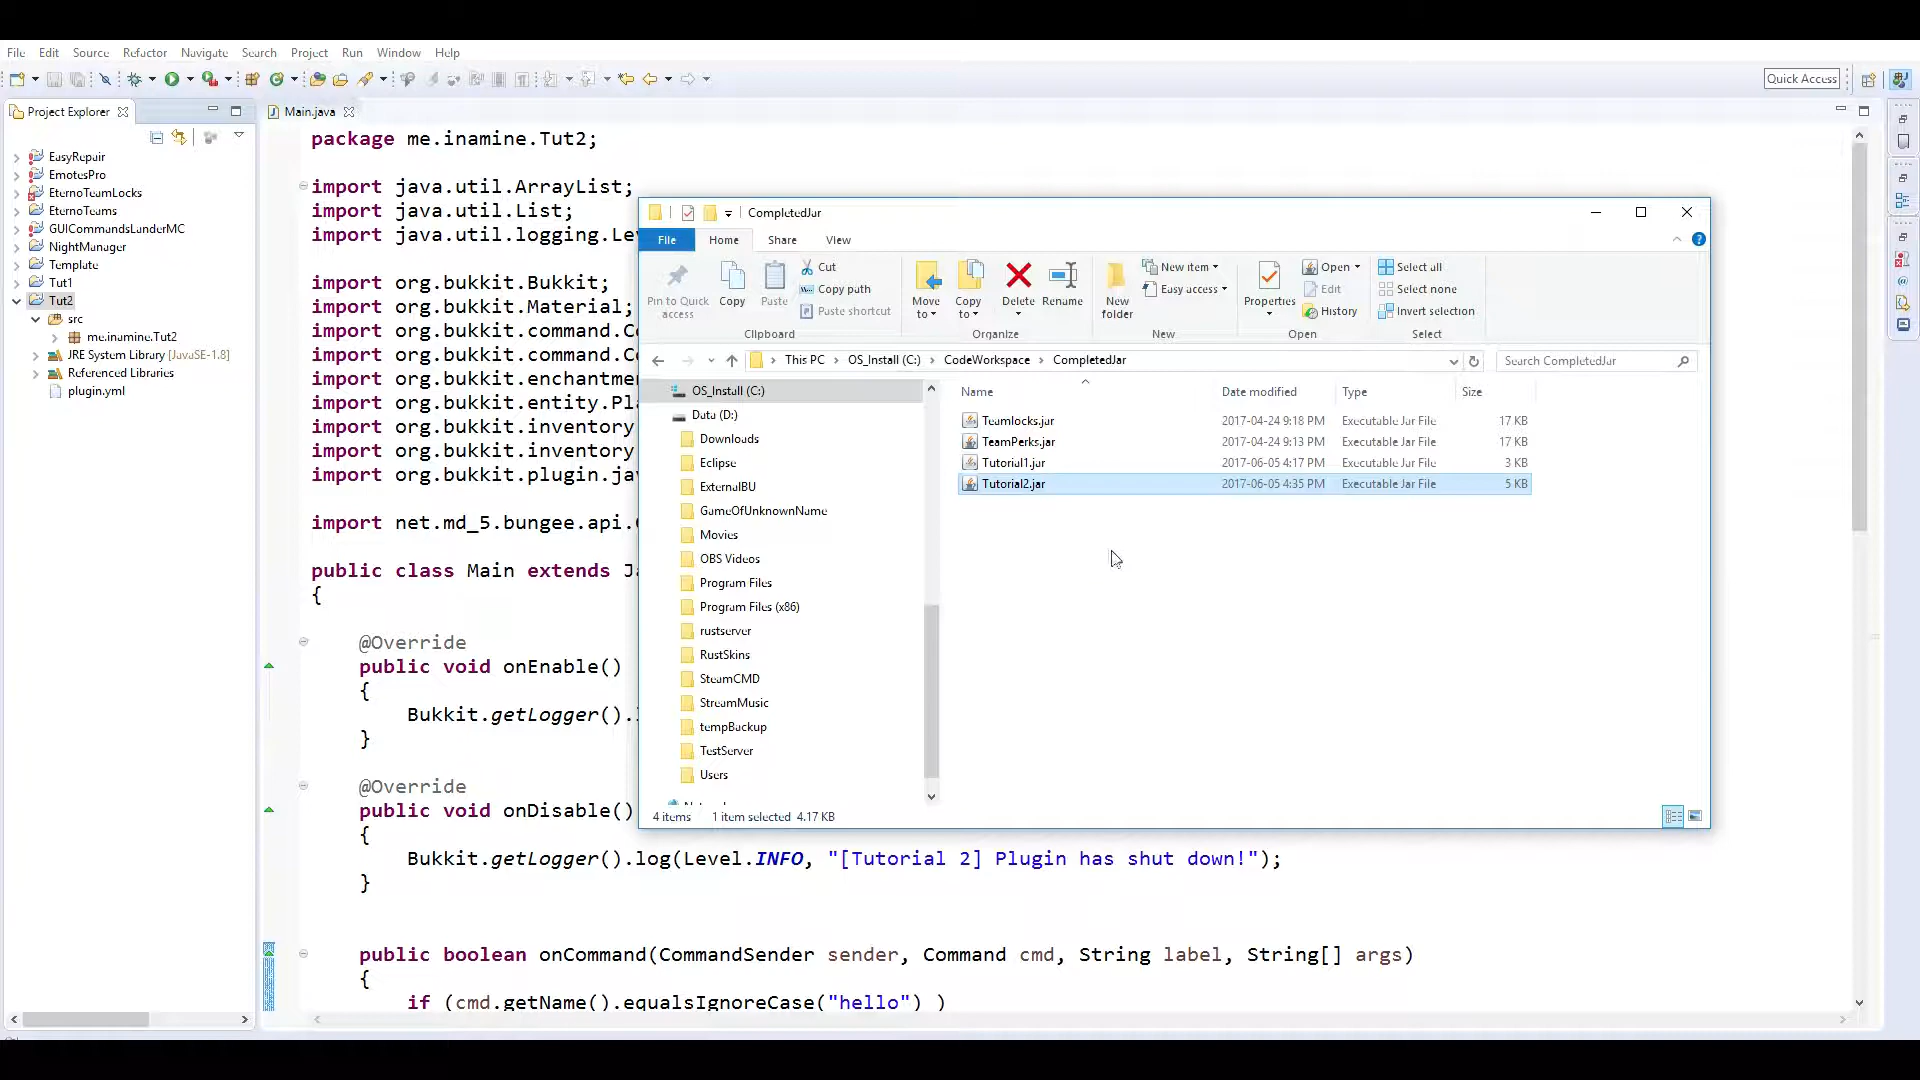 File Edit Source Refactor Navigate Search Project Run Window Help
Quick Access
Project Explorer
EasyRepair
EmotesPro
EternoTeamLocks
EternoTeams
GUICommandsLunderMC
NightManager
Template
Tut1
Tut2
src
me.inamine.Tut2
JRE System Library [JavaSE-1.8]
Referenced Libraries
plugin.yml
Main.java
package me.inamine.Tut2;
import java.util.ArrayList;
import java.util.List;
import java.util.logging.Le
import org.bukkit.Bukkit;
import org.bukkit.Material;
import org.bukkit.command.Co
import org.bukkit.command.Co
import org.bukkit.enchantme
import org.bukkit.entity.Pla
import org.bukkit.inventory
import org.bukkit.inventory
import org.bukkit.plugin.jav
import net.md_5.bungee.api.
public class Main extends Ja
{
@Override
public void onEnable()
{
Bukkit.getLogger().
}
@Override
public void onDisable()
{
Bukkit.getLogger().log(Level.INFO, "[Tutorial 2] Plugin has shut down!");
}
public boolean onCommand(CommandSender sender, Command cmd, String label, String[] args)
{
if (cmd.getName().equalsIgnoreCase("hello") )
CompletedJar
File Home Share View
Pin to Quick access
Copy
Paste
Cut
Copy path
Paste shortcut
Clipboard
Move to
Copy to
Delete
Rename
Organize
New folder
New item
Easy access
New
Properties
Open
Edit
History
Open
Select all
Select none
Invert selection
Select
This PC > OS_Install (C:) > CodeWorkspace > CompletedJar
Search CompletedJar
OS_Install (C:)
Data (D:)
Downloads
Eclipse
ExternalBU
GameOfUnknownName
Movies
OBS Videos
Program Files
Program Files (x86)
rustserver
RustSkins
SteamCMD
StreamMusic
tempBackup
TestServer
Users
Name Date modified Type Size
Teamlocks.jar 2017-04-24 9:18 PM Executable Jar File 17 KB
TeamPerks.jar 2017-04-24 9:13 PM Executable Jar File 17 KB
Tutorial1.jar 2017-06-05 4:17 PM Executable Jar File 3 KB
Tutorial2.jar 2017-06-05 4:35 PM Executable Jar File 5 KB
4 items 1 item selected 4.17 KB